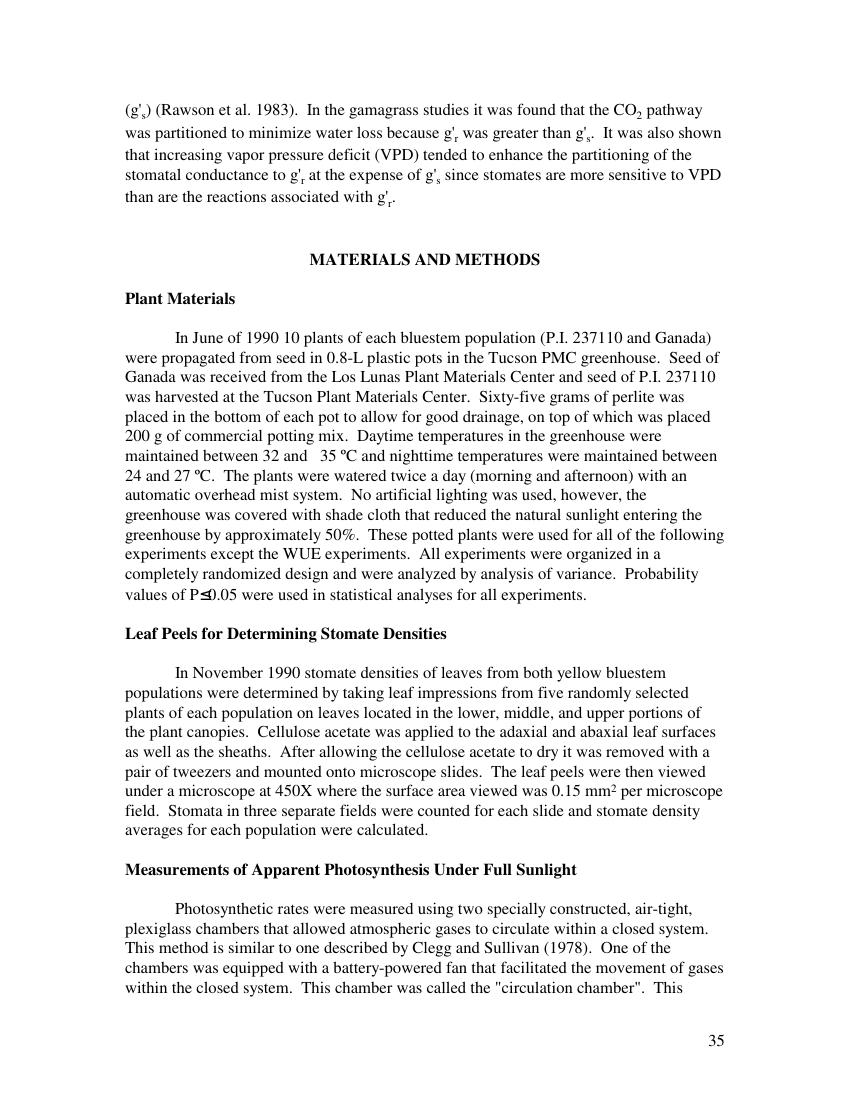 (g's) (Rawson et al. 1983).  In the gamagrass studies it was found that the CO2 pathway
was partitioned to minimize water loss because g'r was greater than g's.  It was also shown
that increasing vapor pressure deficit (VPD) tended to enhance the partitioning of the
stomatal conductance to g'r at the expense of g's since stomates are more sensitive to VPD
than are the reactions associated with g'r.
MATERIALS AND METHODS
Plant Materials
In June of 1990 10 plants of each bluestem population (P.I. 237110 and Ganada)
were propagated from seed in 0.8-L plastic pots in the Tucson PMC greenhouse.  Seed of
Ganada was received from the Los Lunas Plant Materials Center and seed of P.I. 237110
was harvested at the Tucson Plant Materials Center.  Sixty-five grams of perlite was
placed in the bottom of each pot to allow for good drainage, on top of which was placed
200 g of commercial potting mix.  Daytime temperatures in the greenhouse were
maintained between 32 and   35 ºC and nighttime temperatures were maintained between
24 and 27 ºC.  The plants were watered twice a day (morning and afternoon) with an
automatic overhead mist system.  No artificial lighting was used, however, the
greenhouse was covered with shade cloth that reduced the natural sunlight entering the
greenhouse by approximately 50%.  These potted plants were used for all of the following
experiments except the WUE experiments.  All experiments were organized in a
completely randomized design and were analyzed by analysis of variance.  Probability
values of P≤0.05 were used in statistical analyses for all experiments.
Leaf Peels for Determining Stomate Densities
In November 1990 stomate densities of leaves from both yellow bluestem
populations were determined by taking leaf impressions from five randomly selected
plants of each population on leaves located in the lower, middle, and upper portions of
the plant canopies.  Cellulose acetate was applied to the adaxial and abaxial leaf surfaces
as well as the sheaths.  After allowing the cellulose acetate to dry it was removed with a
pair of tweezers and mounted onto microscope slides.  The leaf peels were then viewed
under a microscope at 450X where the surface area viewed was 0.15 mm² per microscope
field.  Stomata in three separate fields were counted for each slide and stomate density
averages for each population were calculated.
Measurements of Apparent Photosynthesis Under Full Sunlight
Photosynthetic rates were measured using two specially constructed, air-tight,
plexiglass chambers that allowed atmospheric gases to circulate within a closed system.
This method is similar to one described by Clegg and Sullivan (1978).  One of the
chambers was equipped with a battery-powered fan that facilitated the movement of gases
within the closed system.  This chamber was called the "circulation chamber".  This
35